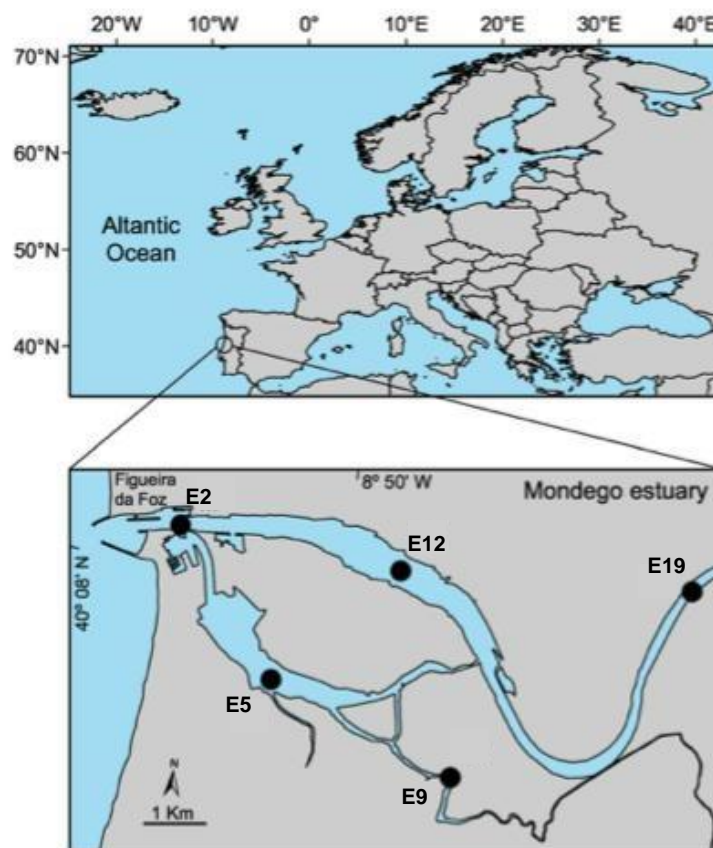 20°W 10°W 0° 10°E 20°E 30°E 40°E
70°N
60°N
50°N
40°N
Altantic
Ocean
Figueira
da Foz
8° 50' W
Mondego estuary
40° 08' N
E2
E12
E19
E5
E9
N
1 Km